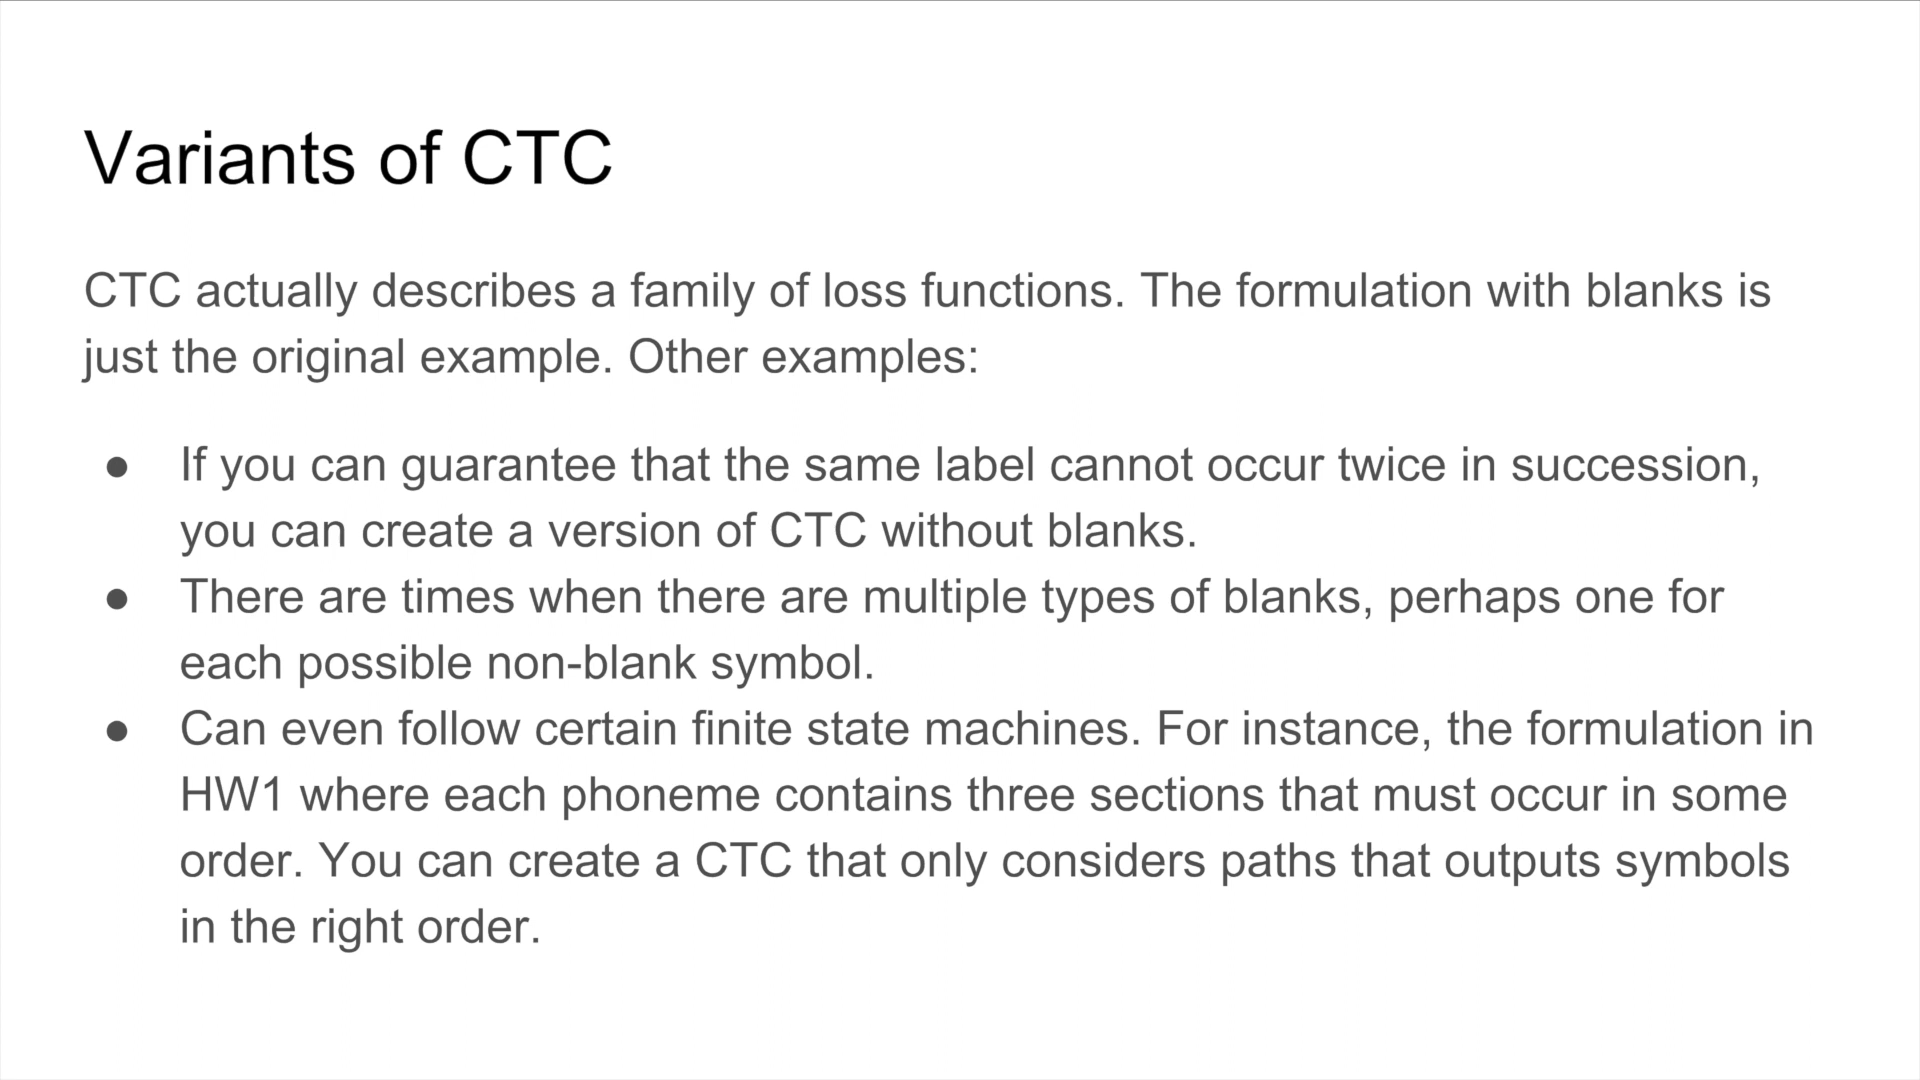 Variants of CTC
CTC actually describes a family of loss functions. The formulation with blanks is
just the original example. Other examples:
● If you can guarantee that the same label cannot occur twice in succession,
you can create a version of CTC without blanks.
● There are times when there are multiple types of blanks, perhaps one for
each possible non-blank symbol.
● Can even follow certain finite state machines. For instance, the formulation in
HW1 where each phoneme contains three sections that must occur in some
order. You can create a CTC that only considers paths that outputs symbols
in the right order.